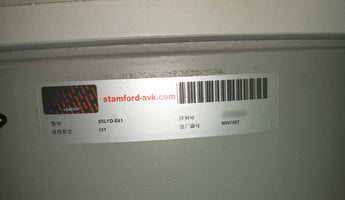 stamford-avk.com
型号 S5L1D-E41 序列号
接线形式 311 出厂编号